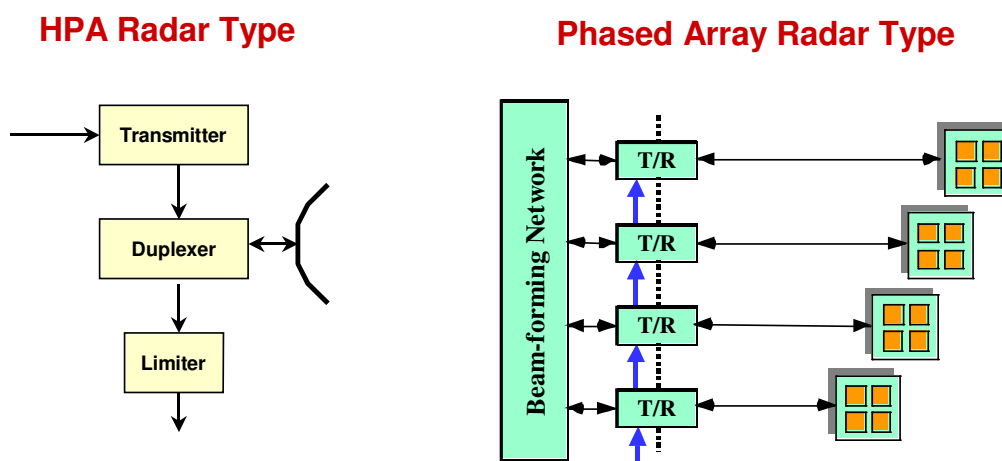 HPA Radar Type
Transmitter
Duplexer
Limiter
Phased Array Radar Type
Beam-forming Network
T/R
T/R
T/R
T/R